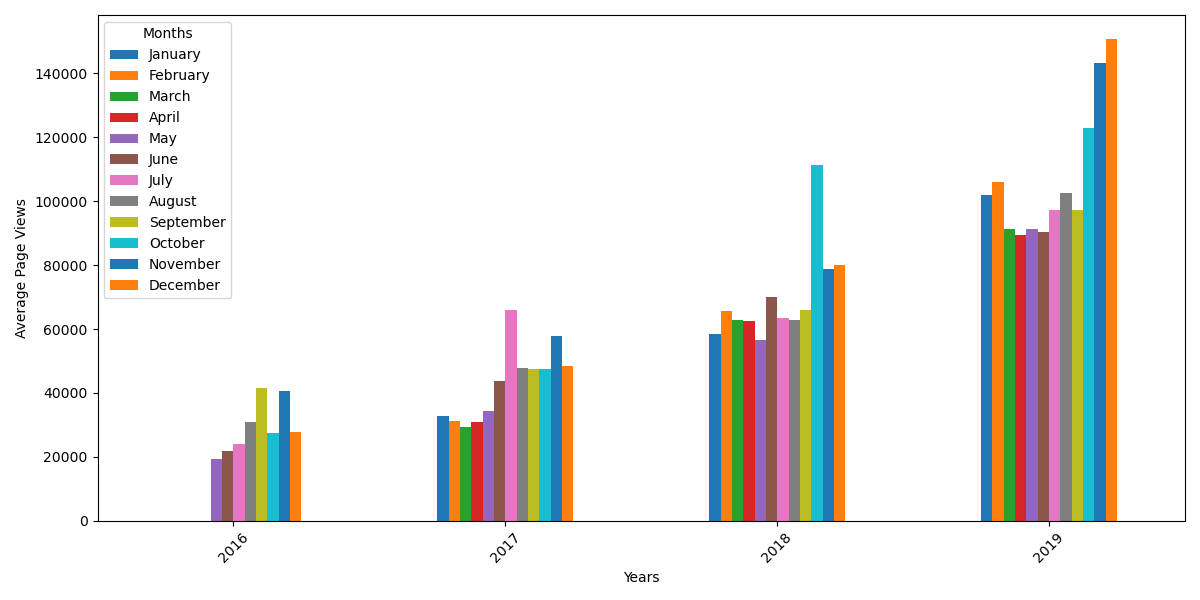 Months
January
February
March
April
May
June
July
August
September
October
November
December
Average Page Views
140000
120000
100000
80000
60000
40000
20000
0
2016
2017
2018
2019
Years